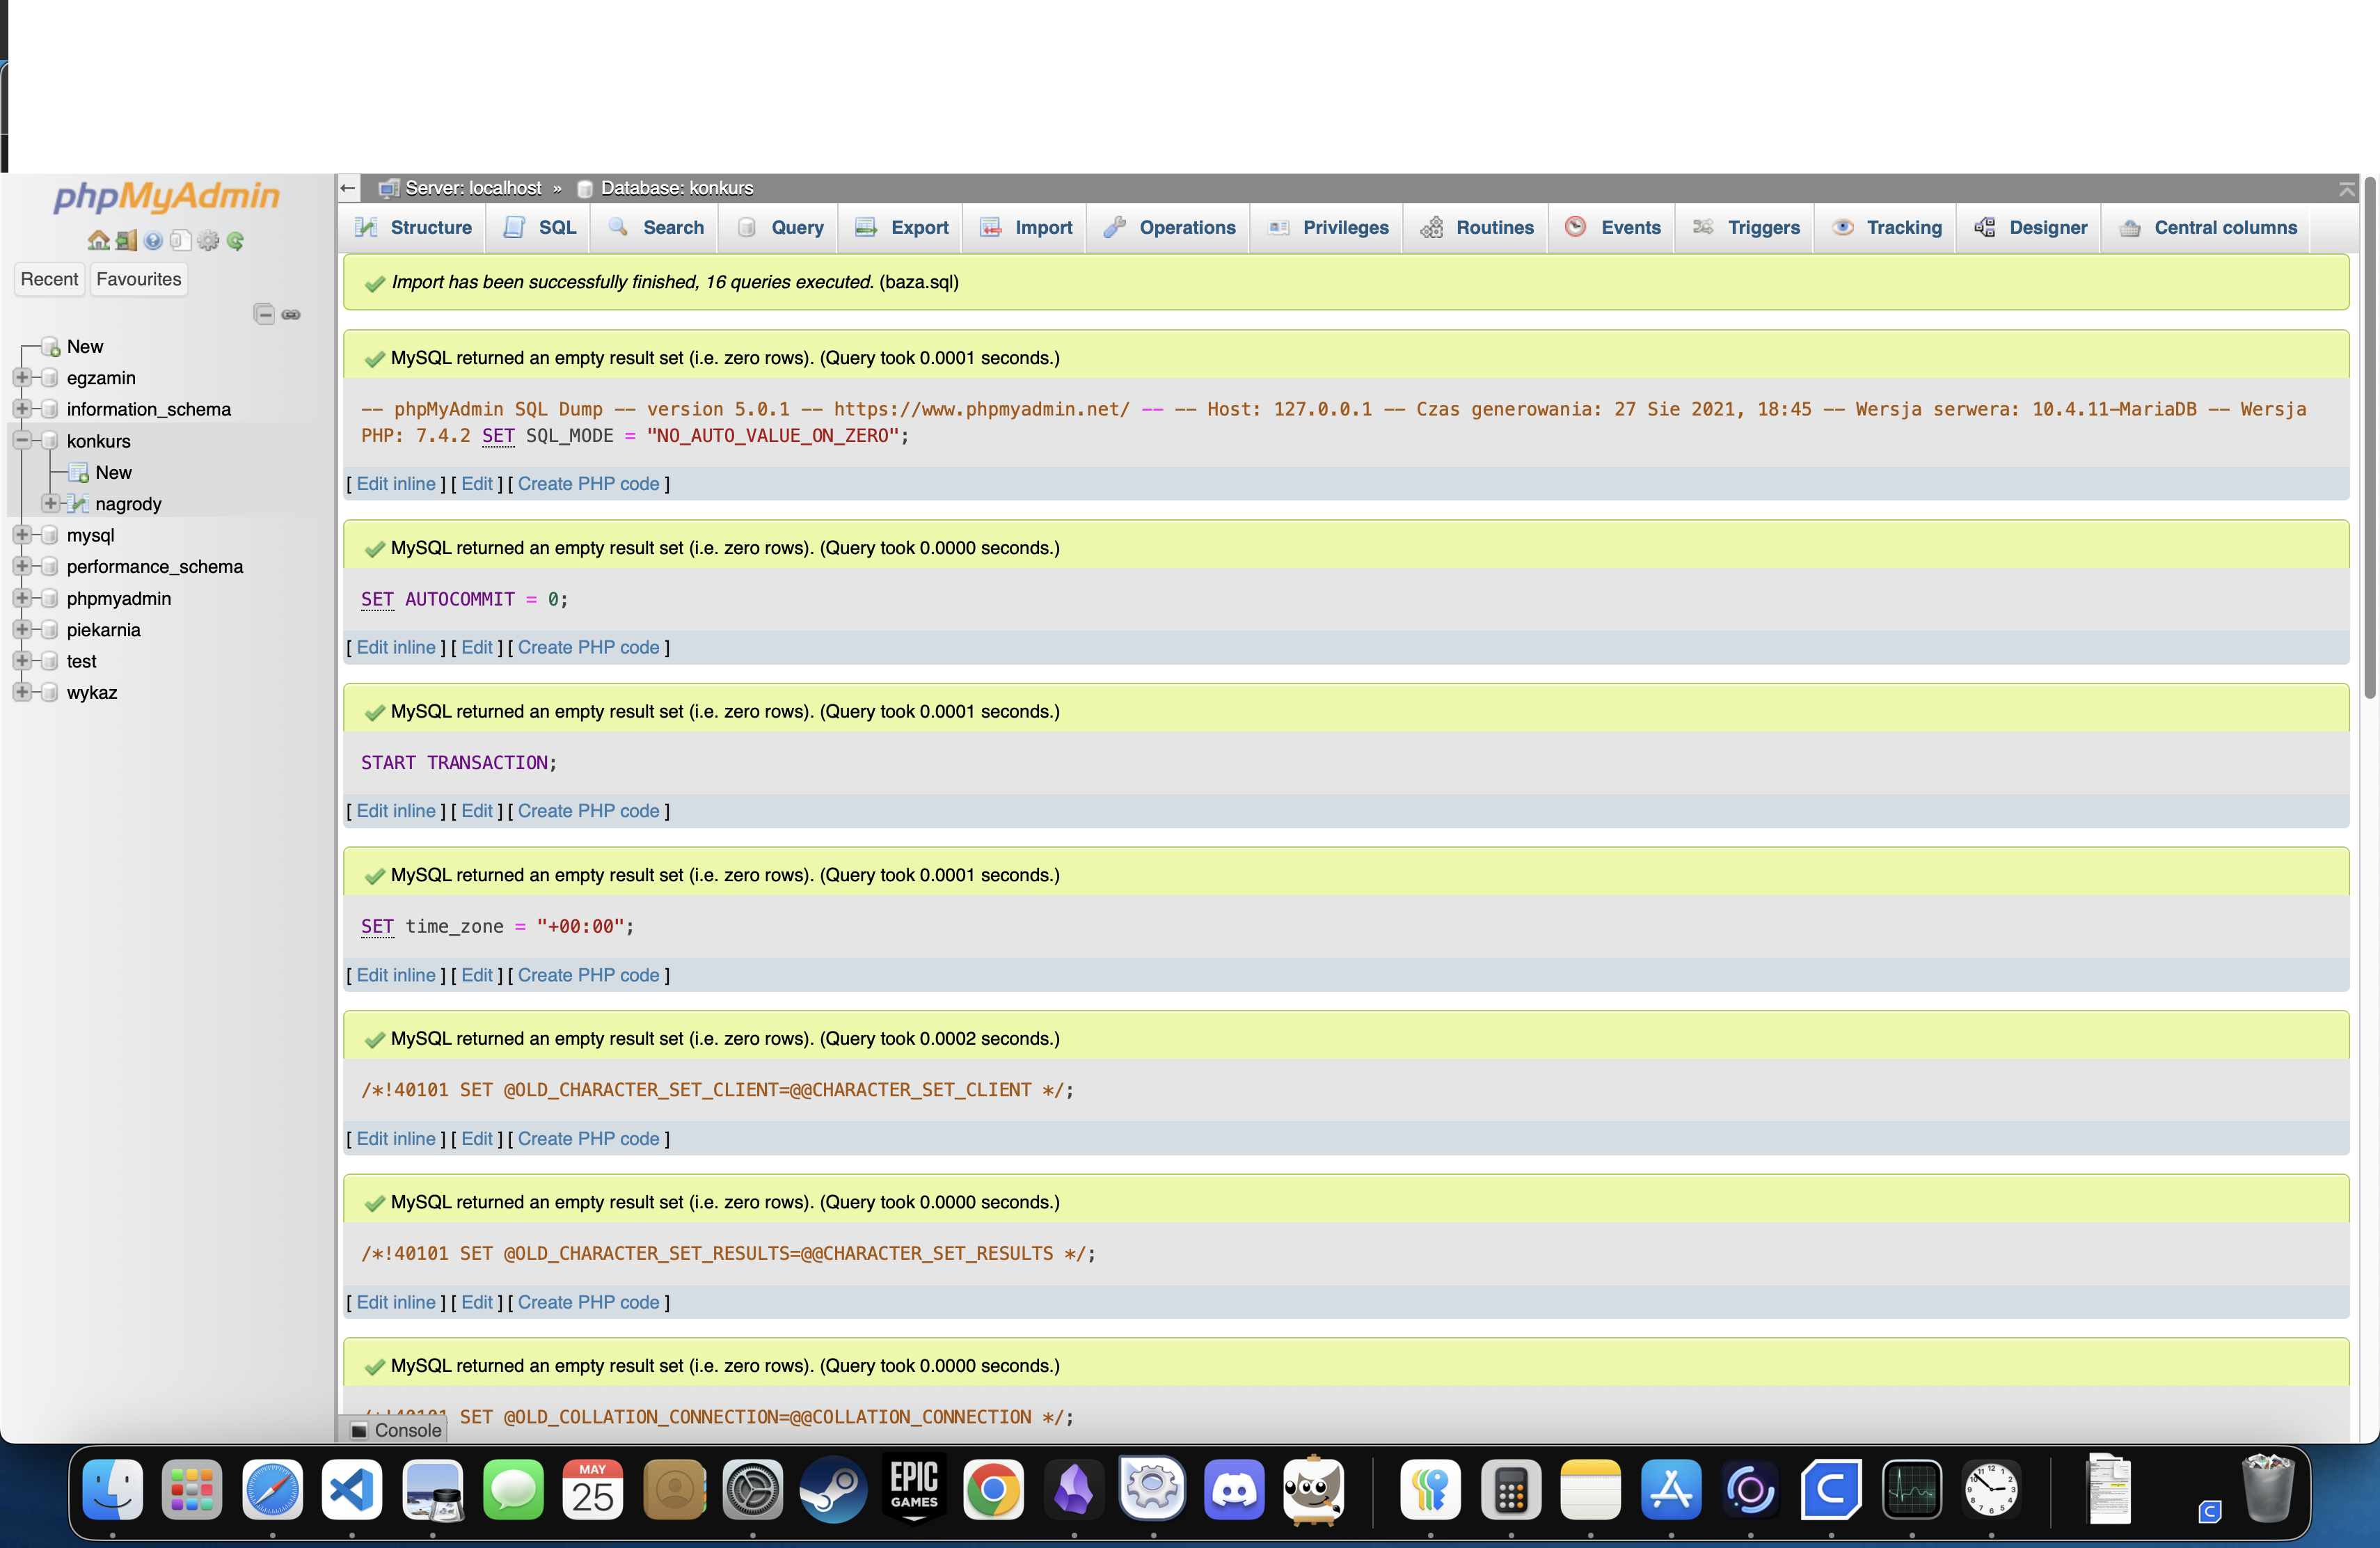 phpMyAdmin
Recent Favourites
New
egzamin
information_schema
konkurs
New
nagrody
mysql
performance_schema
phpmyadmin
piekarnia
test
wykaz
Server: localhost » Database: konkurs
Structure SQL Search Query Export Import Operations Privileges Routines Events Triggers Tracking Designer Central columns
Import has been successfully finished, 16 queries executed. (baza.sql)
MySQL returned an empty result set (i.e. zero rows). (Query took 0.0001 seconds.)
-- phpMyAdmin SQL Dump -- version 5.0.1 -- https://www.phpmyadmin.net/ -- -- Host: 127.0.0.1 -- Czas generowania: 27 Sie 2021, 18:45 -- Wersja serwera: 10.4.11-MariaDB -- Wersja
PHP: 7.4.2 SET SQL_MODE = "NO_AUTO_VALUE_ON_ZERO";
[ Edit inline ] [ Edit ] [ Create PHP code ]
MySQL returned an empty result set (i.e. zero rows). (Query took 0.0000 seconds.)
SET AUTOCOMMIT = 0;
[ Edit inline ] [ Edit ] [ Create PHP code ]
MySQL returned an empty result set (i.e. zero rows). (Query took 0.0001 seconds.)
START TRANSACTION;
[ Edit inline ] [ Edit ] [ Create PHP code ]
MySQL returned an empty result set (i.e. zero rows). (Query took 0.0001 seconds.)
SET time_zone = "+00:00";
[ Edit inline ] [ Edit ] [ Create PHP code ]
MySQL returned an empty result set (i.e. zero rows). (Query took 0.0002 seconds.)
/*!40101 SET @OLD_CHARACTER_SET_CLIENT=@@CHARACTER_SET_CLIENT */;
[ Edit inline ] [ Edit ] [ Create PHP code ]
MySQL returned an empty result set (i.e. zero rows). (Query took 0.0000 seconds.)
/*!40101 SET @OLD_CHARACTER_SET_RESULTS=@@CHARACTER_SET_RESULTS */;
[ Edit inline ] [ Edit ] [ Create PHP code ]
MySQL returned an empty result set (i.e. zero rows). (Query took 0.0000 seconds.)
/*!40101 SET @OLD_COLLATION_CONNECTION=@@COLLATION_CONNECTION */;
Console
MAY
25
EPIC
GAMES